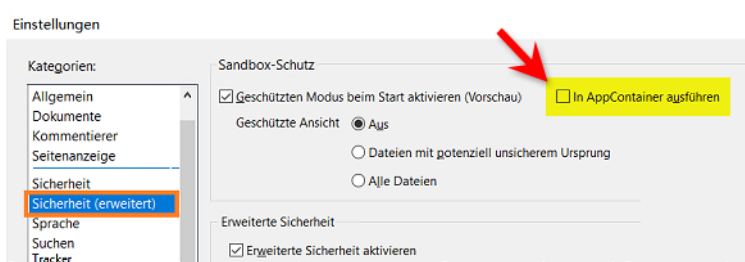 Einstellungen
Kategorien:
Allgemein
Dokumente
Kommentierer
Seitenanzeige
Sicherheit
Sicherheit (erweitert)
Sprache
Suchen
Tracker
Sandbox-Schutz
Geschützten Modus beim Start aktivieren (Vorschau)
In AppContainer ausführen
Geschützte Ansicht
Aus
Dateien mit potenziell unsicherem Ursprung
Alle Dateien
Erweiterte Sicherheit
Erweiterte Sicherheit aktivieren